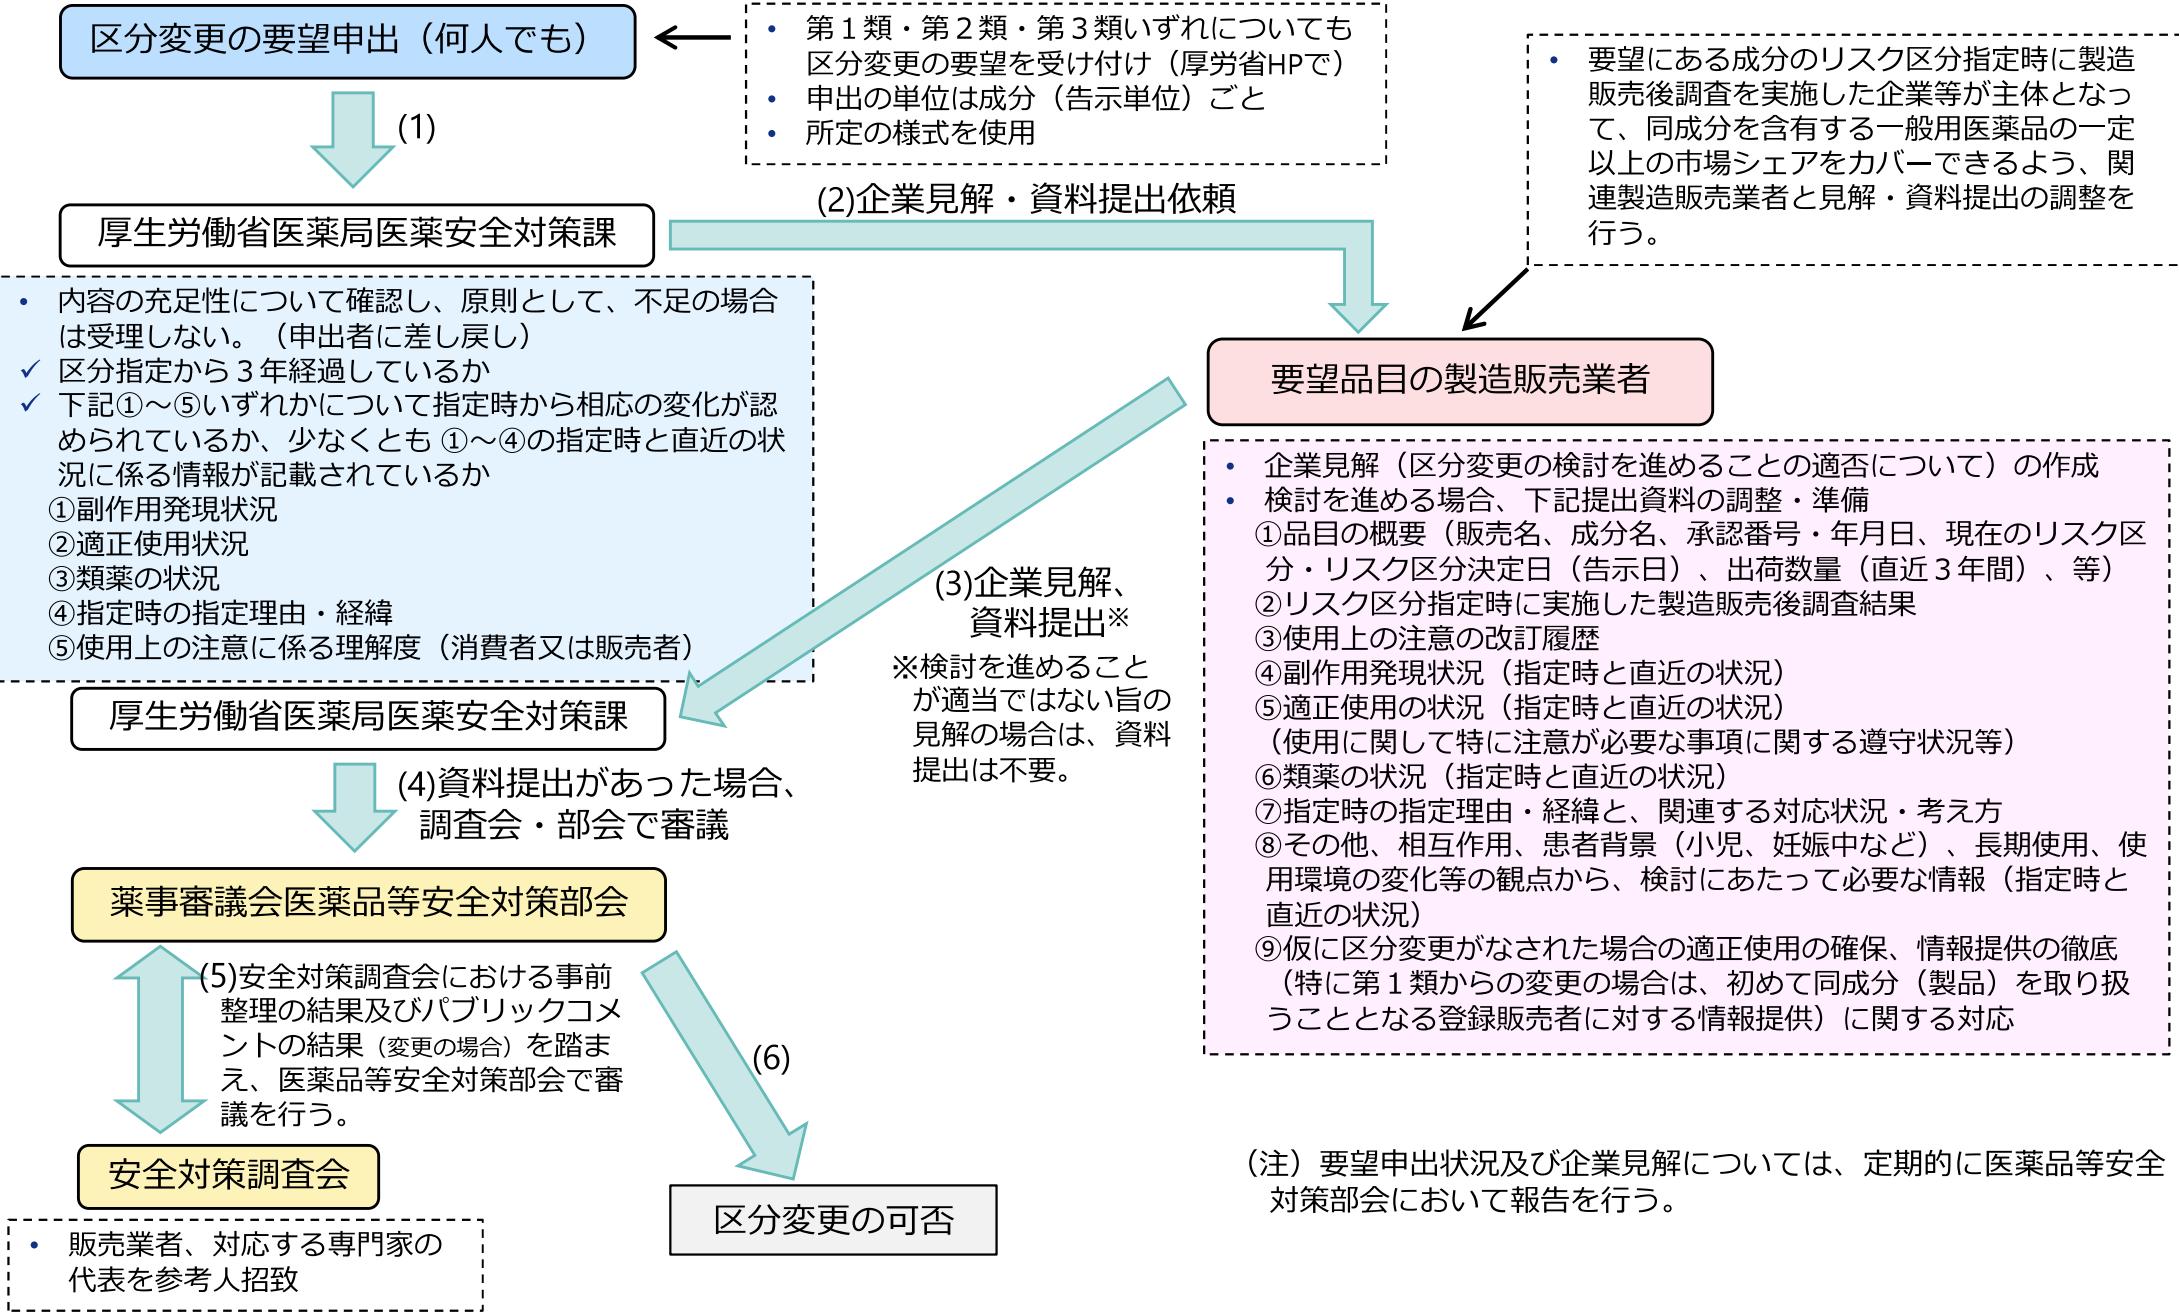 区分変更の要望申出（何人でも）
• 第１類・第２類・第３類いずれについても
区分変更の要望を受け付け（厚労省HPで）
• 申出の単位は成分（告示単位）ごと
• 所定の様式を使用
• 要望にある成分のリスク区分指定時に製造
販売後調査を実施した企業等が主体となっ
て、同成分を含有する一般用医薬品の一定
以上の市場シェアをカバーできるよう、関
連製造販売業者と見解・資料提出の調整を
行う。
(1)
(2)企業見解・資料提出依頼
厚生労働省医薬局医薬安全対策課
• 内容の充足性について確認し、原則として、不足の場合
は受理しない。（申出者に差し戻し）
✓ 区分指定から３年経過しているか
✓ 下記①～⑤いずれかについて指定時から相応の変化が認
められているか、少なくとも ①～④の指定時と直近の状
況に係る情報が記載されているか
①副作用発現状況
②適正使用状況
③類薬の状況
④指定時の指定理由・経緯
⑤使用上の注意に係る理解度（消費者又は販売者）
要望品目の製造販売業者
• 企業見解（区分変更の検討を進めることの適否について）の作成
• 検討を進める場合、下記提出資料の調整・準備
①品目の概要（販売名、成分名、承認番号・年月日、現在のリスク区
分・リスク区分決定日（告示日）、出荷数量（直近３年間）、等）
②リスク区分指定時に実施した製造販売後調査結果
③使用上の注意の改訂履歴
④副作用発現状況（指定時と直近の状況）
⑤適正使用の状況（指定時と直近の状況）
（使用に関して特に注意が必要な事項に関する遵守状況等）
⑥類薬の状況（指定時と直近の状況）
⑦指定時の指定理由・経緯と、関連する対応状況・考え方
⑧その他、相互作用、患者背景（小児、妊娠中など）、長期使用、使
用環境の変化等の観点から、検討にあたって必要な情報（指定時と
直近の状況）
⑨仮に区分変更がなされた場合の適正使用の確保、情報提供の徹底
（特に第１類からの変更の場合は、初めて同成分（製品）を取り扱
うこととなる登録販売者に対する情報提供）に関する対応
(3)企業見解、
資料提出※
※検討を進めること
が適当ではない旨の
見解の場合は、資料
提出は不要。
厚生労働省医薬局医薬安全対策課
(4)資料提出があった場合、
調査会・部会で審議
薬事審議会医薬品等安全対策部会
(5)安全対策調査会における事前
整理の結果及びパブリックコメ
ントの結果（変更の場合）を踏ま
え、医薬品等安全対策部会で審
議を行う。
(6)
安全対策調査会
• 販売業者、対応する専門家の
代表を参考人招致
区分変更の可否
（注）要望申出状況及び企業見解については、定期的に医薬品等安全
対策部会において報告を行う。